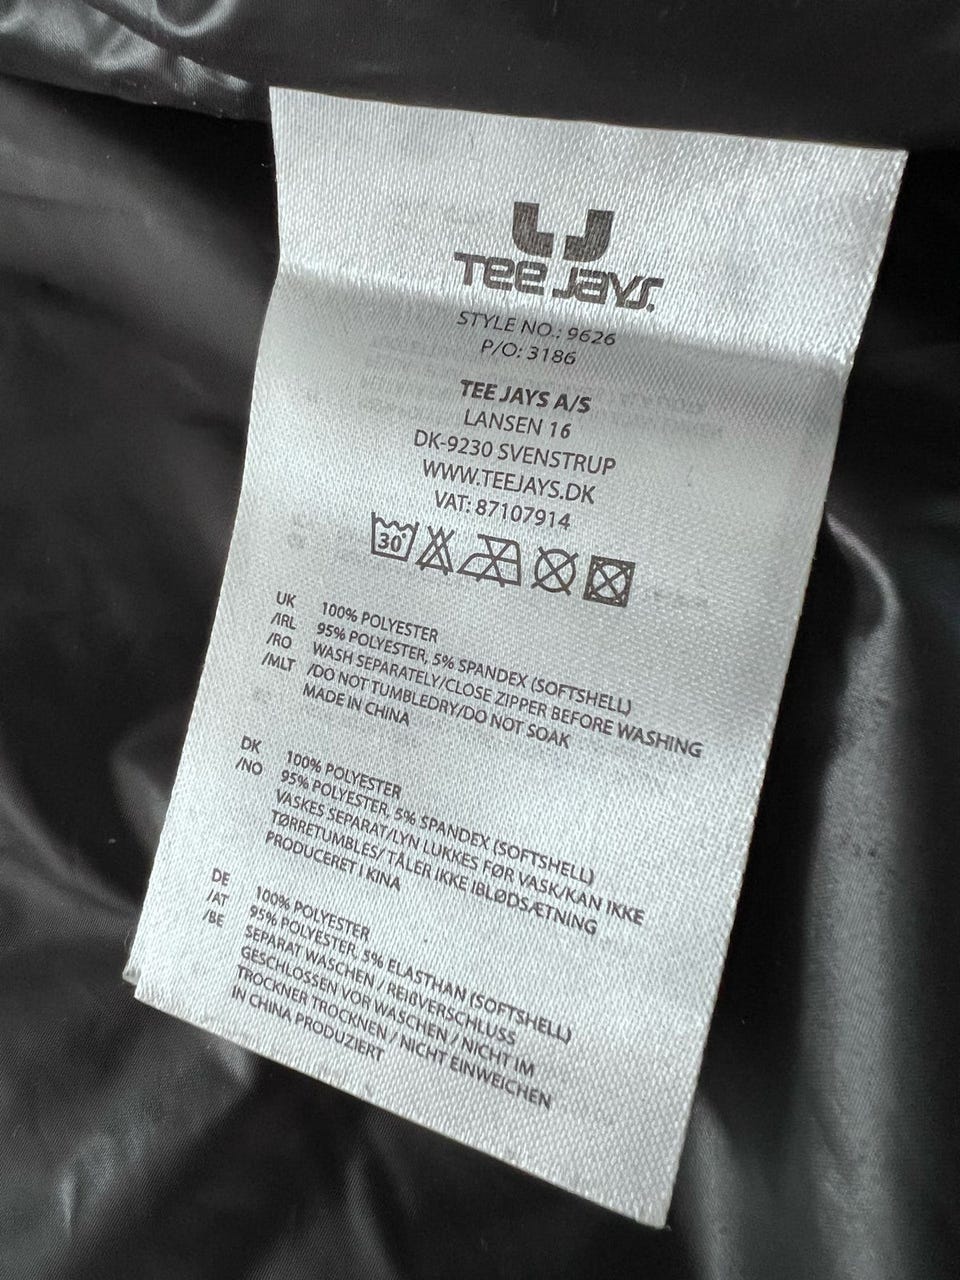 TEE JAYS.
STYLE NO.: 9626
P/O: 3186
TEE JAYS A/S
LANSEN 16
DK-9230 SVENSTRUP
WWW.TEEJAYS.DK
VAT: 87107914
30°
UK 100% POLYESTER
/IRL 95% POLYESTER, 5% SPANDEX (SOFTSHELL)
/RO WASH SEPARATELY/CLOSE ZIPPER BEFORE WASHING
/MLT /DO NOT TUMBLEDRY/DO NOT SOAK
MADE IN CHINA
DK 100% POLYESTER
/NO 95% POLYESTER, 5% SPANDEX (SOFTSHELL)
VASKES SEPARAT/LYN LUKKES FØR VASK/KAN IKKE
TØRRETUMBLES/ TÅLER IKKE IBLØDSÆTNING
PRODUCERET I KINA
DE 100% POLYESTER
/AT 95% POLYESTER, 5% ELASTHAN (SOFTSHELL)
/BE SEPARAT WASCHEN / REIßVERSCHLUSS
GESCHLOSSEN VOR WASCHEN / NICHT IM
TROCKNER TROCKNEN / NICHT EINWEICHEN
IN CHINA PRODUZIERT